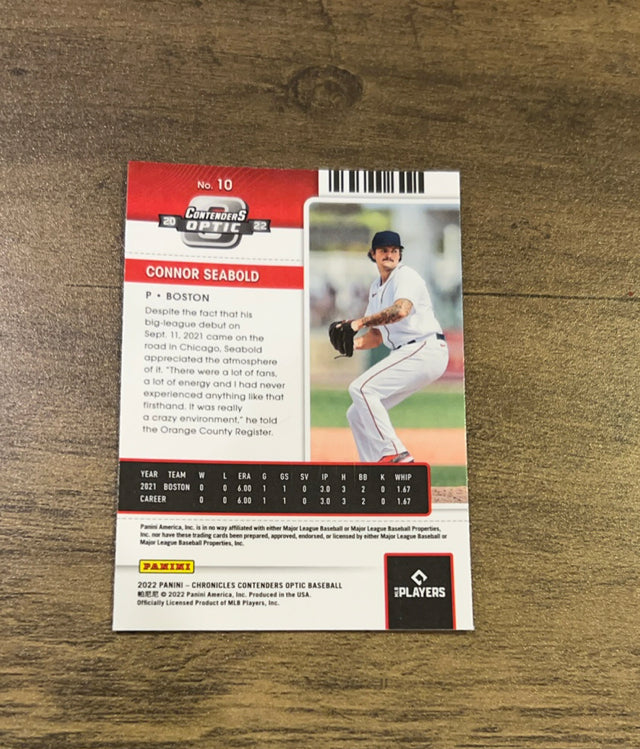 No. 10
20 CONTENDERS 22
OPTIC
CONNOR SEABOLD
P • BOSTON
Despite the fact that his
big-league debut on
Sept. 11, 2021 came on the
road in Chicago, Seabold
appreciated the atmosphere
of it. "There were a lot of fans,
a lot of energy and I had never
experienced anything like that
firsthand. It was really
a crazy environment," he told
the Orange County Register.
YEAR TEAM W L ERA G GS SV IP H BB K WHIP
2021 BOSTON 0 0 6.00 1 1 0 3.0 3 2 0 1.67
CAREER 0 0 6.00 1 1 0 3.0 3 2 0 1.67
Panini America, Inc. is in no way affiliated with either Major League Baseball or Major League Baseball Properties,
Inc. nor have these trading cards been prepared, approved, endorsed, or licensed by either Major League Baseball or
Major League Baseball Properties, Inc.
PANINI
2022 PANINI – CHRONICLES CONTENDERS OPTIC BASEBALL
帕尼尼 © 2022 Panini America, Inc. Produced in the USA.
Officially Licensed Product of MLB Players, Inc.
MLB PLAYERS